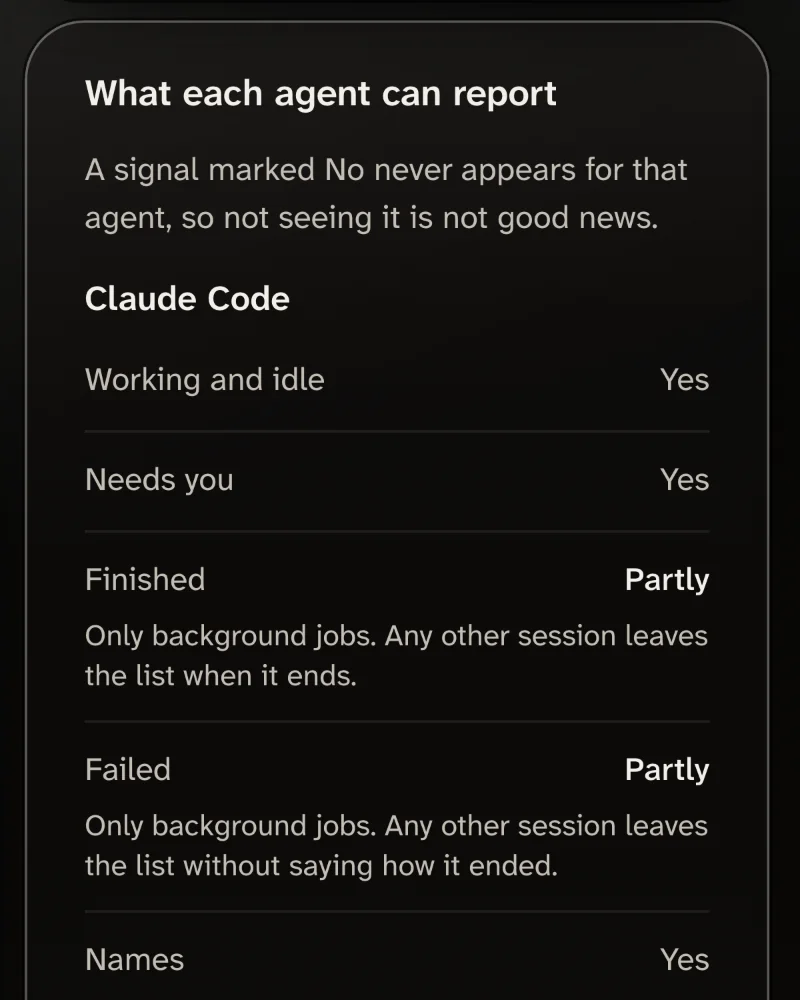 What each agent can report
A signal marked No never appears for that
agent, so not seeing it is not good news.
Claude Code
Working and idle Yes
Needs you Yes
Finished Partly
Only background jobs. Any other session leaves
the list when it ends.
Failed Partly
Only background jobs. Any other session leaves
the list without saying how it ended.
Names Yes